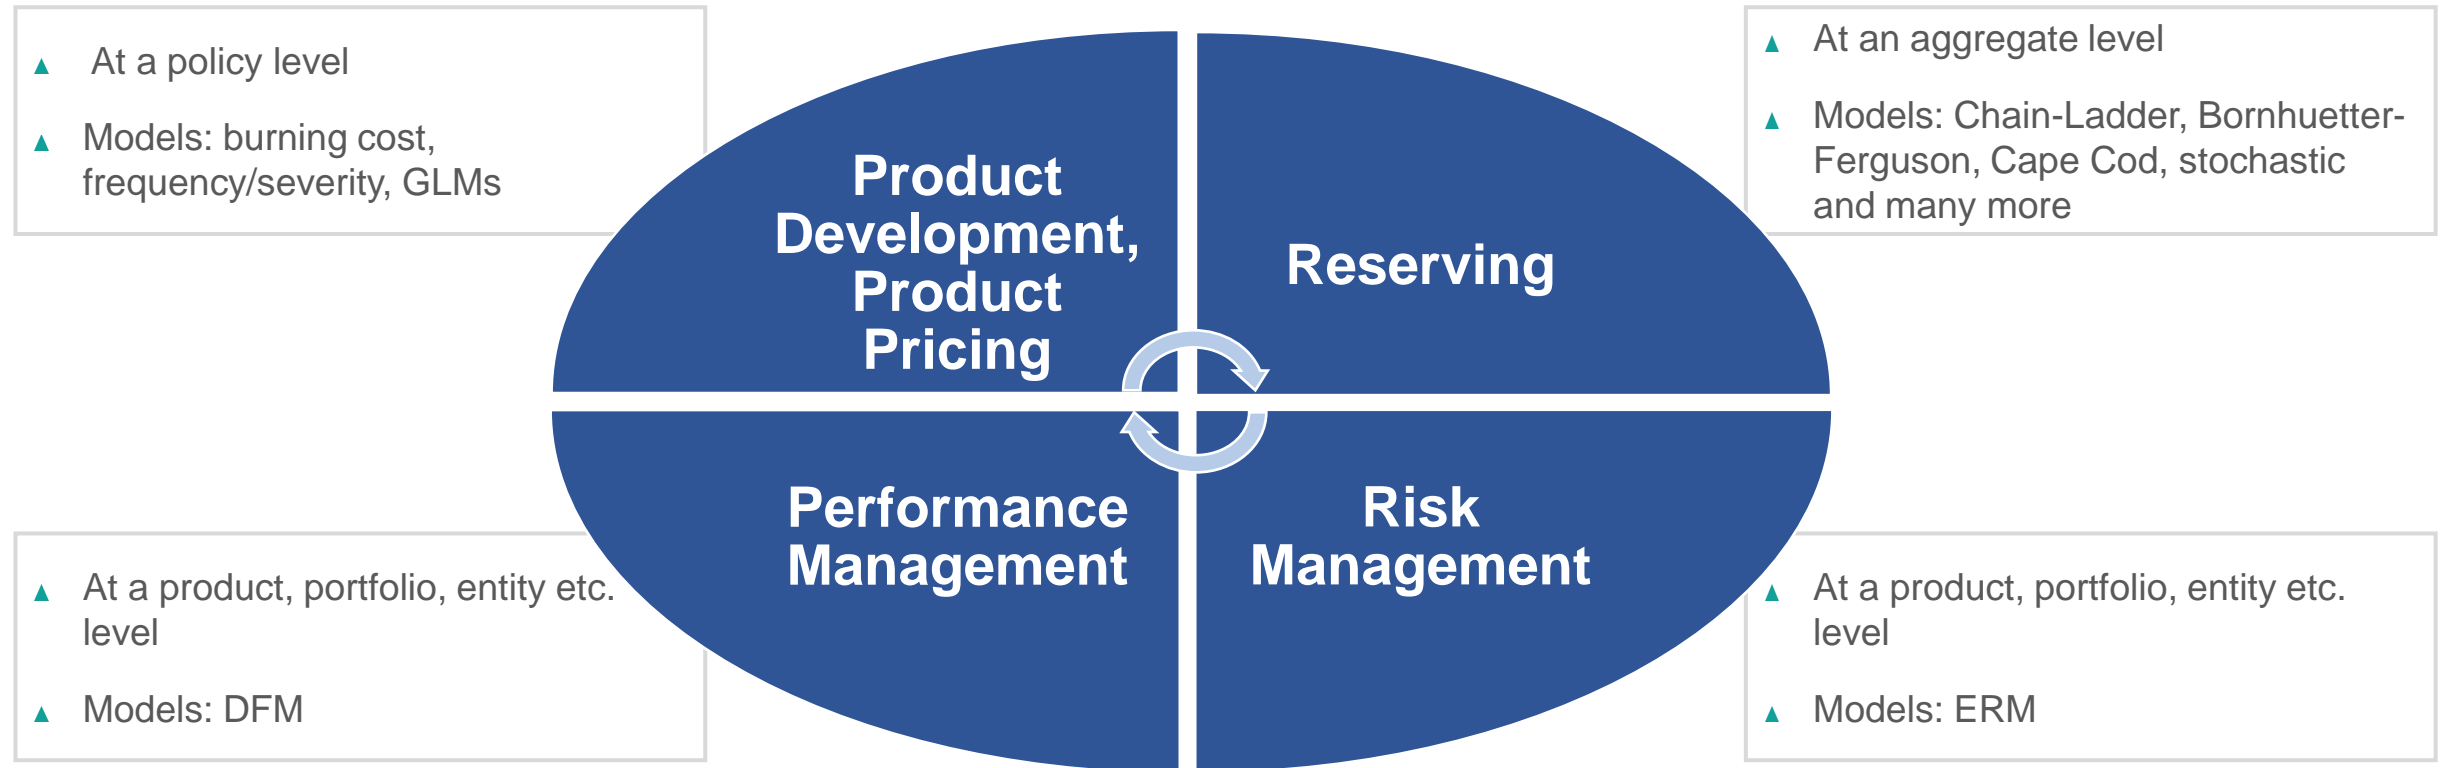 At a policy level
Models: burning cost,
frequency/severity, GLMs
Product
Development,
Product
Pricing
Reserving
At an aggregate level
Models: Chain-Ladder, Bornhuetter-
Ferguson, Cape Cod, stochastic
and many more
At a product, portfolio, entity etc.
level
Models: DFM
Performance
Management
Risk
Management
At a product, portfolio, entity etc.
level
Models: ERM